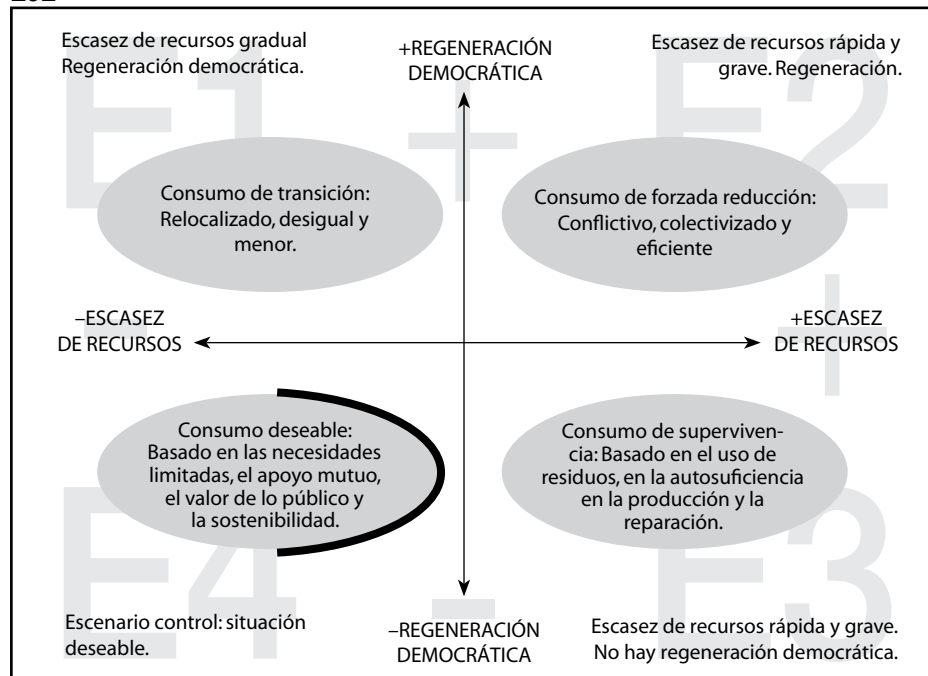 Escasez de recursos gradual
Regeneración democrática.
+REGENERACIÓN
DEMOCRÁTICA
Escasez de recursos rápida y
grave. Regeneración.
E1
+
E2
Consumo de transición:
Relocalizado, desigual y
menor.
Consumo de forzada reducción:
Conflictivo, colectivizado y
eficiente
–ESCASEZ
DE RECURSOS
-
+ESCASEZ
DE RECURSOS
+
Consumo deseable:
Basado en las necesidades
limitadas, el apoyo mutuo,
el valor de lo público y
la sostenibilidad.
Consumo de superviven-
cia: Basado en el uso de
residuos, en la autosuficiencia
en la producción y la
reparación.
E4
-
E3
Escenario control: situación
deseable.
–REGENERACIÓN
DEMOCRÁTICA
Escasez de recursos rápida y grave.
No hay regeneración democrática.